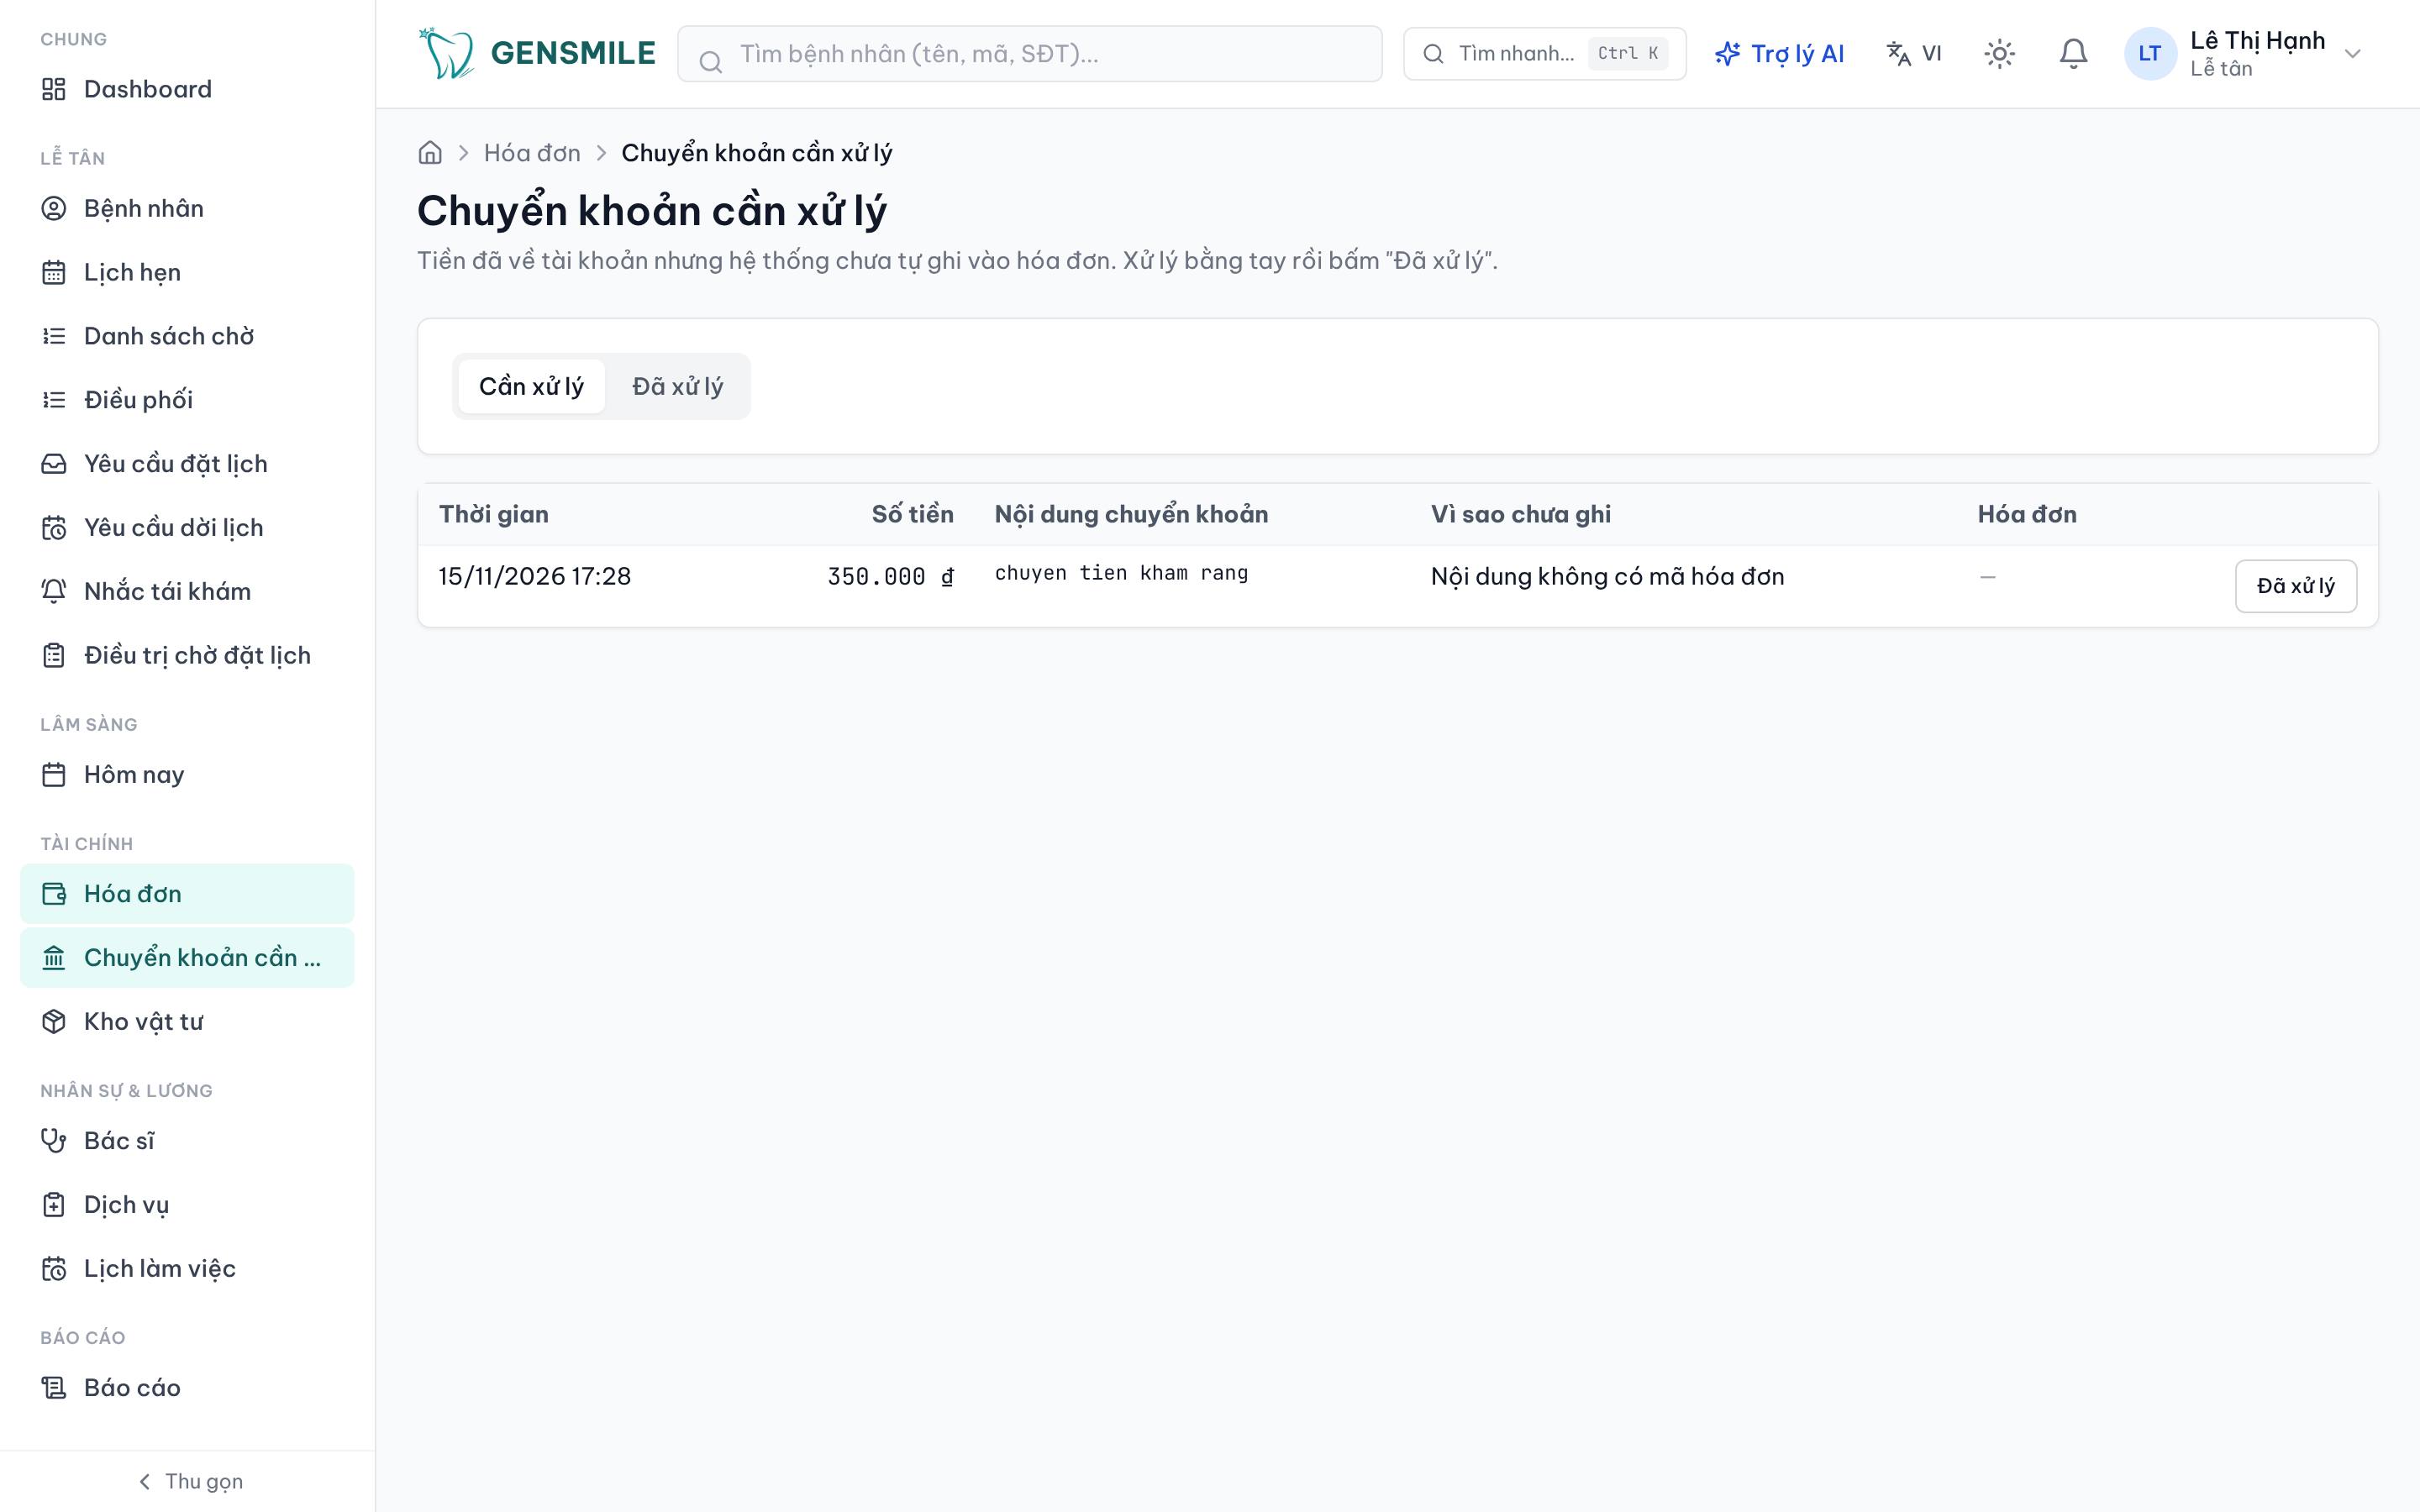 CHUNG
Dashboard
LỄ TÂN
Bệnh nhân
Lịch hẹn
Danh sách chờ
Điều phối
Yêu cầu đặt lịch
Yêu cầu dời lịch
Nhắc tái khám
Điều trị chờ đặt lịch
LÂM SÀNG
Hôm nay
TÀI CHÍNH
Hóa đơn
Chuyển khoản cần ...
Kho vật tư
NHÂN SỰ & LƯƠNG
Bác sĩ
Dịch vụ
Lịch làm việc
BÁO CÁO
Báo cáo
Thu gọn
GENSMILE
Tìm bệnh nhân (tên, mã, SĐT)...
Tìm nhanh... Ctrl K
Trợ lý AI
VI
LT
Lê Thị Hạnh
Lễ tân
Hóa đơn > Chuyển khoản cần xử lý
Chuyển khoản cần xử lý
Tiền đã về tài khoản nhưng hệ thống chưa tự ghi vào hóa đơn. Xử lý bằng tay rồi bấm "Đã xử lý".
Cần xử lý Đã xử lý
Thời gian Số tiền Nội dung chuyển khoản Vì sao chưa ghi Hóa đơn
15/11/2026 17:28 350.000 ₫ chuyen tien kham rang Nội dung không có mã hóa đơn — Đã xử lý